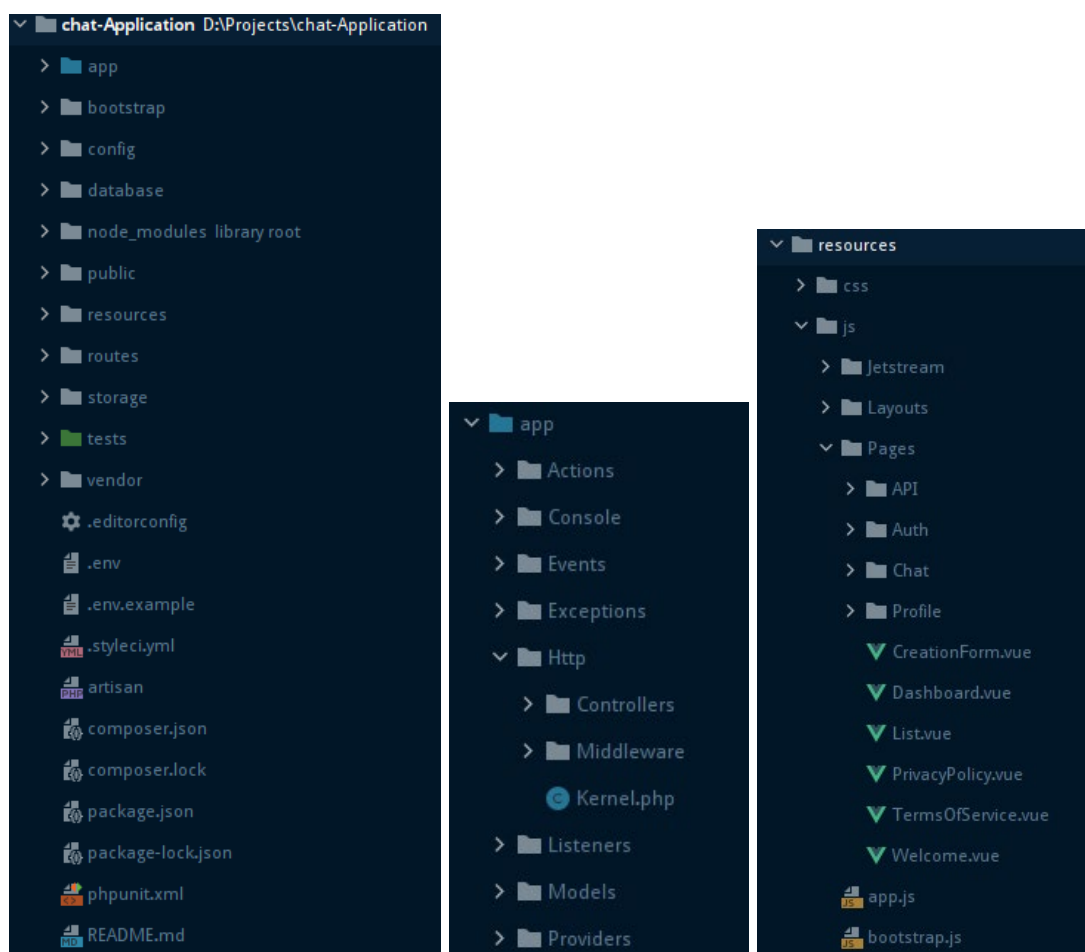 chat-Application D:\Projects\chat-Application
app
bootstrap
config
database
node_modules library root
public
resources
routes
storage
tests
vendor
.editorconfig
.env
.env.example
.styleci.yml
artisan
composer.json
composer.lock
package.json
package-lock.json
phpunit.xml
README.md
app
Actions
Console
Events
Exceptions
Http
Controllers
Middleware
Kernel.php
Listeners
Models
Providers
resources
css
js
Jetstream
Layouts
Pages
API
Auth
Chat
Profile
CreationForm.vue
Dashboard.vue
List.vue
PrivacyPolicy.vue
TermsOfService.vue
Welcome.vue
app.js
bootstrap.js